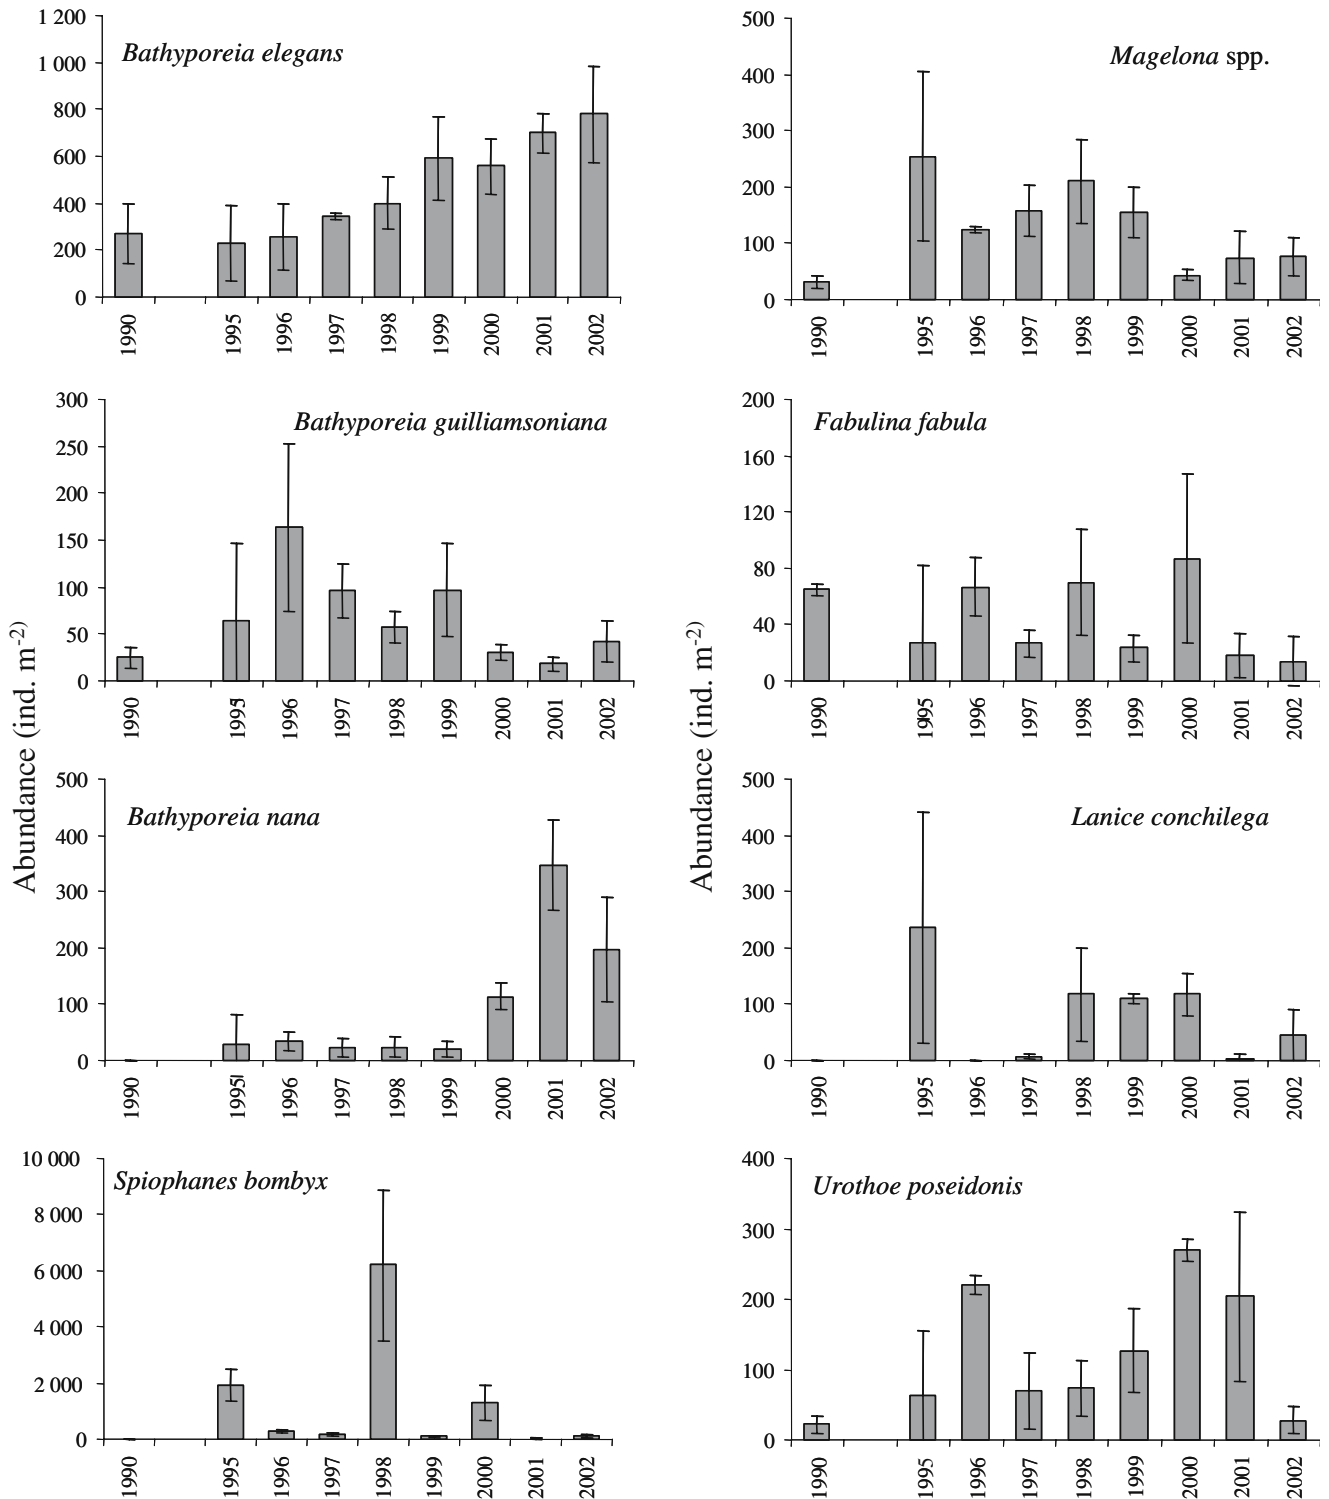 Bathyporeia elegans
1 200
1 000
800
600
400
200
0
1990 1995 1996 1997 1998 1999 2000 2001 2002
Magelona spp.
500
400
300
200
100
0
1990 1995 1996 1997 1998 1999 2000 2001 2002
Bathyporeia guilliamsoniana
300
250
200
150
100
50
0
1990 1995 1996 1997 1998 1999 2000 2001 2002
Fabulina fabula
200
160
120
80
40
0
1990 1995 1996 1997 1998 1999 2000 2001 2002
Abundance (ind. m-2)
Abundance (ind. m-2)
Bathyporeia nana
500
400
300
200
100
0
1990 1995 1996 1997 1998 1999 2000 2001 2002
Lanice conchilega
500
400
300
200
100
0
1990 1995 1996 1997 1998 1999 2000 2001 2002
Spiophanes bombyx
10 000
8 000
6 000
4 000
2 000
0
1990 1995 1996 1997 1998 1999 2000 2001 2002
Urothoe poseidonis
400
300
200
100
0
1990 1995 1996 1997 1998 1999 2000 2001 2002